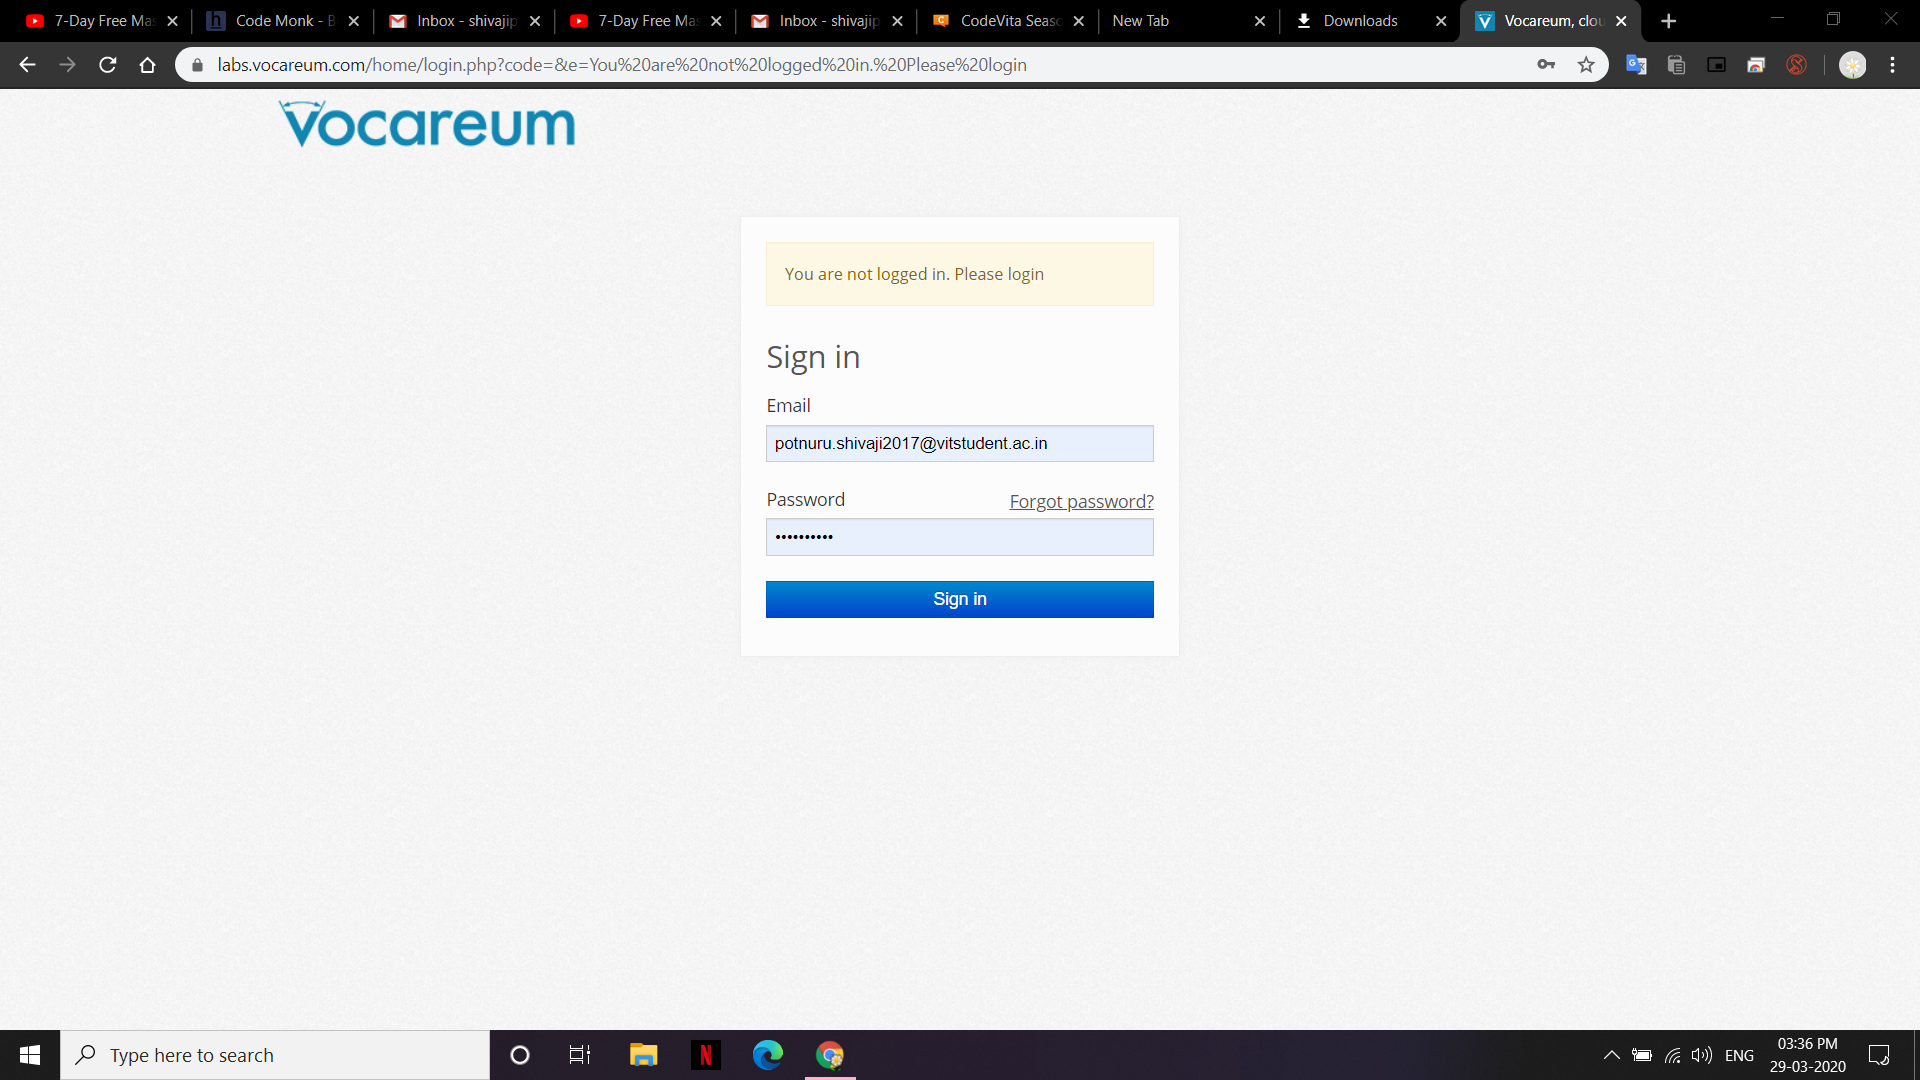 7-Day Free Mas
Code Monk - B
Inbox - shivajip
7-Day Free Mas
Inbox - shivajip
CodeVita Seaso
New Tab
Downloads
Vocareum, clou
labs.vocareum.com/home/login.php?code=&e=You%20are%20not%20logged%20in.%20Please%20login
Vocareum
You are not logged in. Please login
Sign in
Email
potnuru.shivaji2017@vitstudent.ac.in
Password
Forgot password?
Sign in
Type here to search
ENG
03:36 PM
29-03-2020